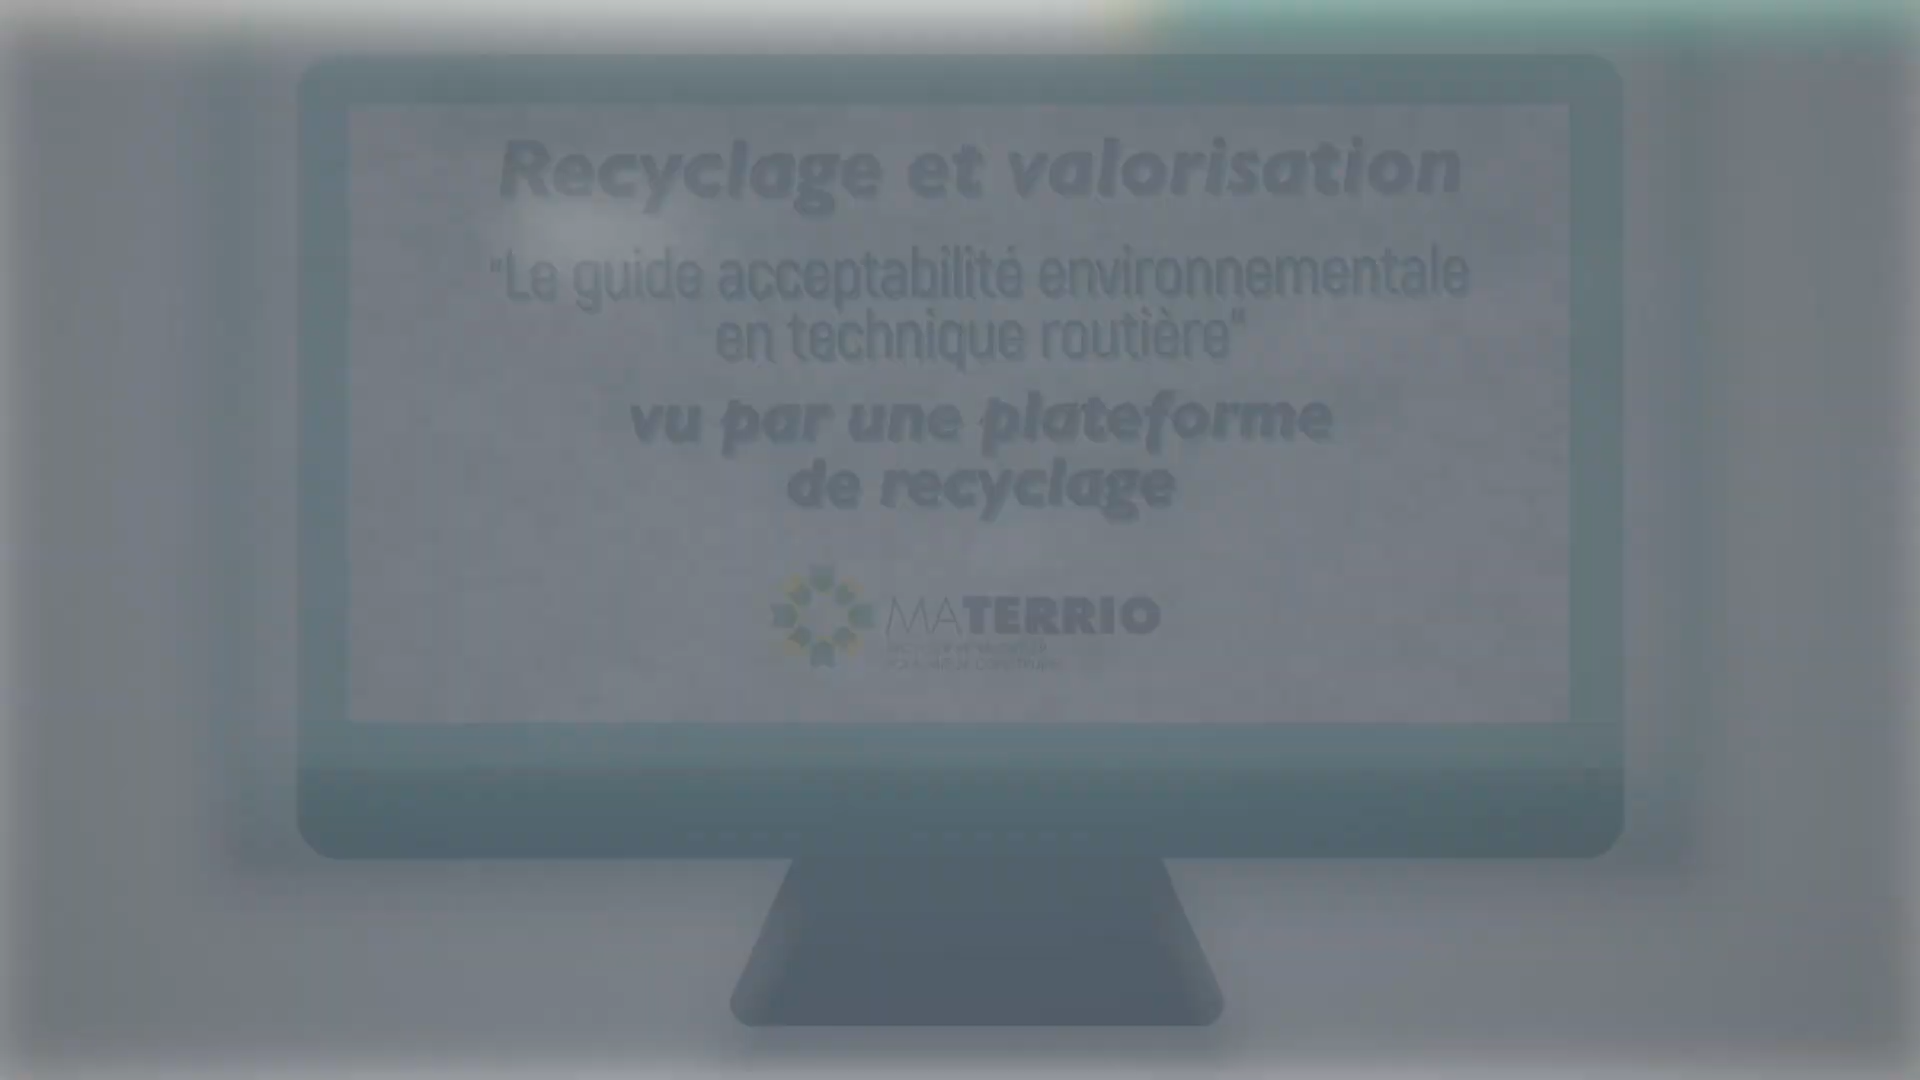 Recyclage et valorisation
"Le guide acceptabilité environnementale
en technique routière"
vu par une plateforme
de recyclage
MATERRIO